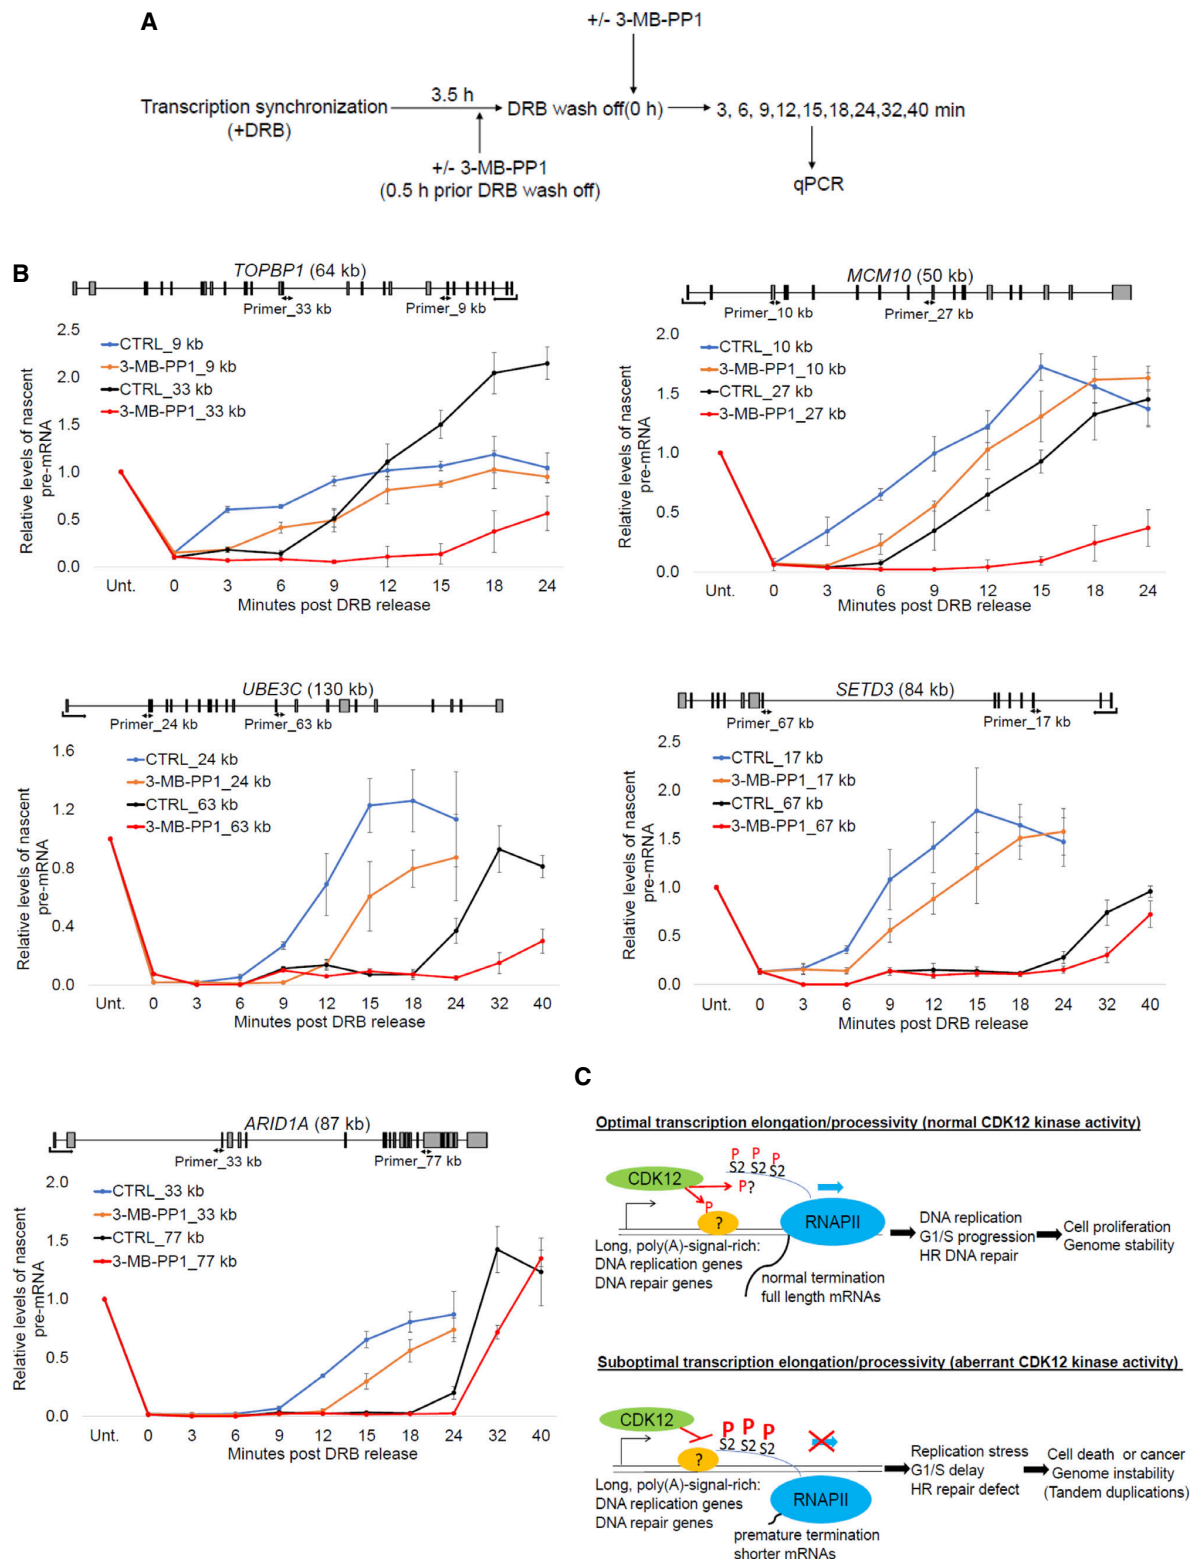 A
+/- 3-MB-PP1
Transcription synchronization
(+DRB)
3.5 h
DRB wash off(0 h)
3, 6, 9,12,15,18,24,32,40 min
+/- 3-MB-PP1
(0.5 h prior DRB wash off)
qPCR
B
TOPBP1 (64 kb)
Primer_33 kb
Primer_9 kb
Relative levels of nascent
pre-mRNA
2.5
2.0
1.5
1.0
0.5
0.0
CTRL_9 kb
3-MB-PP1_9 kb
CTRL_33 kb
3-MB-PP1_33 kb
Unt. 0 3 6 9 12 15 18 24
Minutes post DRB release
MCM10 (50 kb)
Primer_10 kb
Primer_27 kb
Relative levels of nascent
pre-mRNA
2.0
1.5
1.0
0.5
0.0
CTRL_10 kb
3-MB-PP1_10 kb
CTRL_27 kb
3-MB-PP1_27 kb
Unt. 0 3 6 9 12 15 18 24
Minutes post DRB release
UBE3C (130 kb)
Primer_24 kb
Primer_63 kb
Relative levels of nascent
pre-mRNA
1.6
1.2
0.8
0.4
0.0
CTRL_24 kb
3-MB-PP1_24 kb
CTRL_63 kb
3-MB-PP1_63 kb
Unt. 0 3 6 9 12 15 18 24 32 40
Minutes post DRB release
SETD3 (84 kb)
Primer_67 kb
Primer_17 kb
Relative levels of nascent
pre-mRNA
2.5
2.0
1.5
1.0
0.5
0.0
CTRL_17 kb
3-MB-PP1_17 kb
CTRL_67 kb
3-MB-PP1_67 kb
Unt. 0 3 6 9 12 15 18 24 32 40
Minutes post DRB release
ARID1A (87 kb)
Primer_33 kb
Primer_77 kb
Relative levels of nascent
pre-mRNA
2.0
1.5
1.0
0.5
0.0
CTRL_33 kb
3-MB-PP1_33 kb
CTRL_77 kb
3-MB-PP1_77 kb
Unt. 0 3 6 9 12 15 18 24 32 40
Minutes post DRB release
C
Optimal transcription elongation/processivity (normal CDK12 kinase activity)
P P P
S2 S2 S2
CDK12
P?
P
?
RNAPII
Long, poly(A)-signal-rich:
DNA replication genes
DNA repair genes
normal termination
full length mRNAs
DNA replication
G1/S progression
HR DNA repair
Cell proliferation
Genome stability
Suboptimal transcription elongation/processivity (aberrant CDK12 kinase activity)
CDK12
P P P
S2 S2 S2
?
RNAPII
Long, poly(A)-signal-rich:
DNA replication genes
DNA repair genes
premature termination
shorter mRNAs
Replication stress
G1/S delay
HR repair defect
Cell death or cancer
Genome instability
(Tandem duplications)